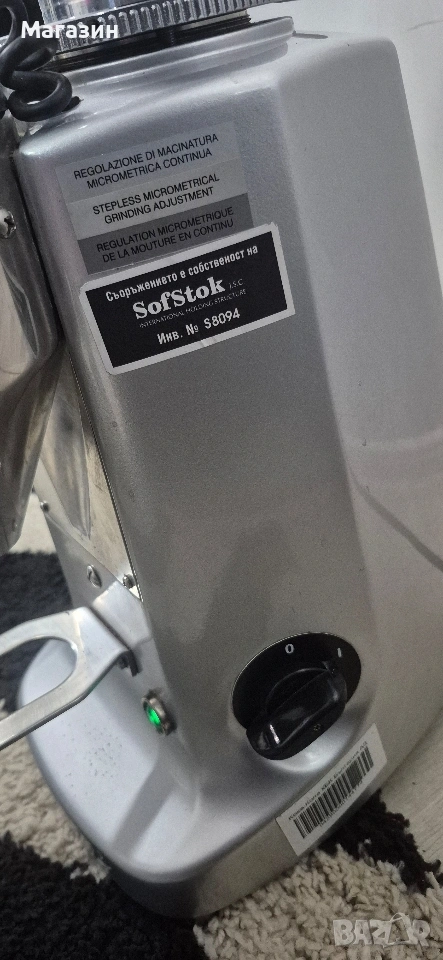 Магазин
REGOLAZIONE DI MACINATURA
MICROMETRICA CONTINUA
STEPLESS MICROMETRICAL
GRINDING ADJUSTMENT
REGULATION MICROMETRIQUE
DE LA MOUTURE EN CONTINU
Съоръжението е собственост на
SofStok J.S.C
INTERNATIONAL HOLDING STRUCTURE
Инв. № S8094
O I
BAZAR